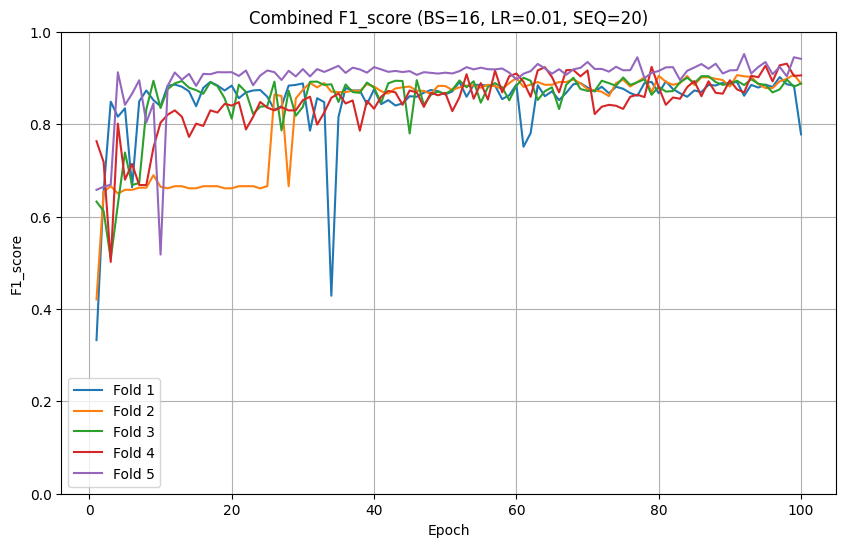 Combined F1_score (BS=16, LR=0.01, SEQ=20)
F1_score
1.0
0.8
0.6
0.4
0.2
0.0
Fold 1
Fold 2
Fold 3
Fold 4
Fold 5
0 20 40 60 80 100
Epoch